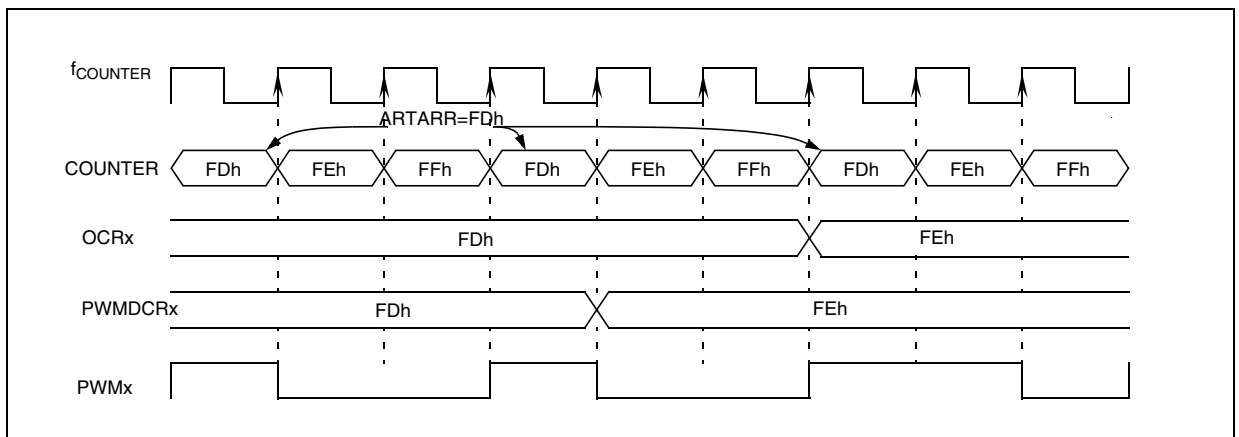 fCOUNTER
ARTARR=FDh
COUNTER FDh FEh FFh FDh FEh FFh FDh FEh FFh
OCRx FDh FEh
PWMDCRx FDh FEh
PWMx